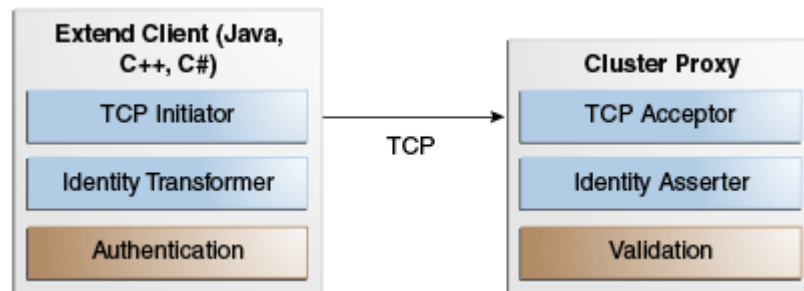 Extend Client (Java,
C++, C#)
TCP Initiator
Identity Transformer
Authentication
TCP
Cluster Proxy
TCP Acceptor
Identity Asserter
Validation